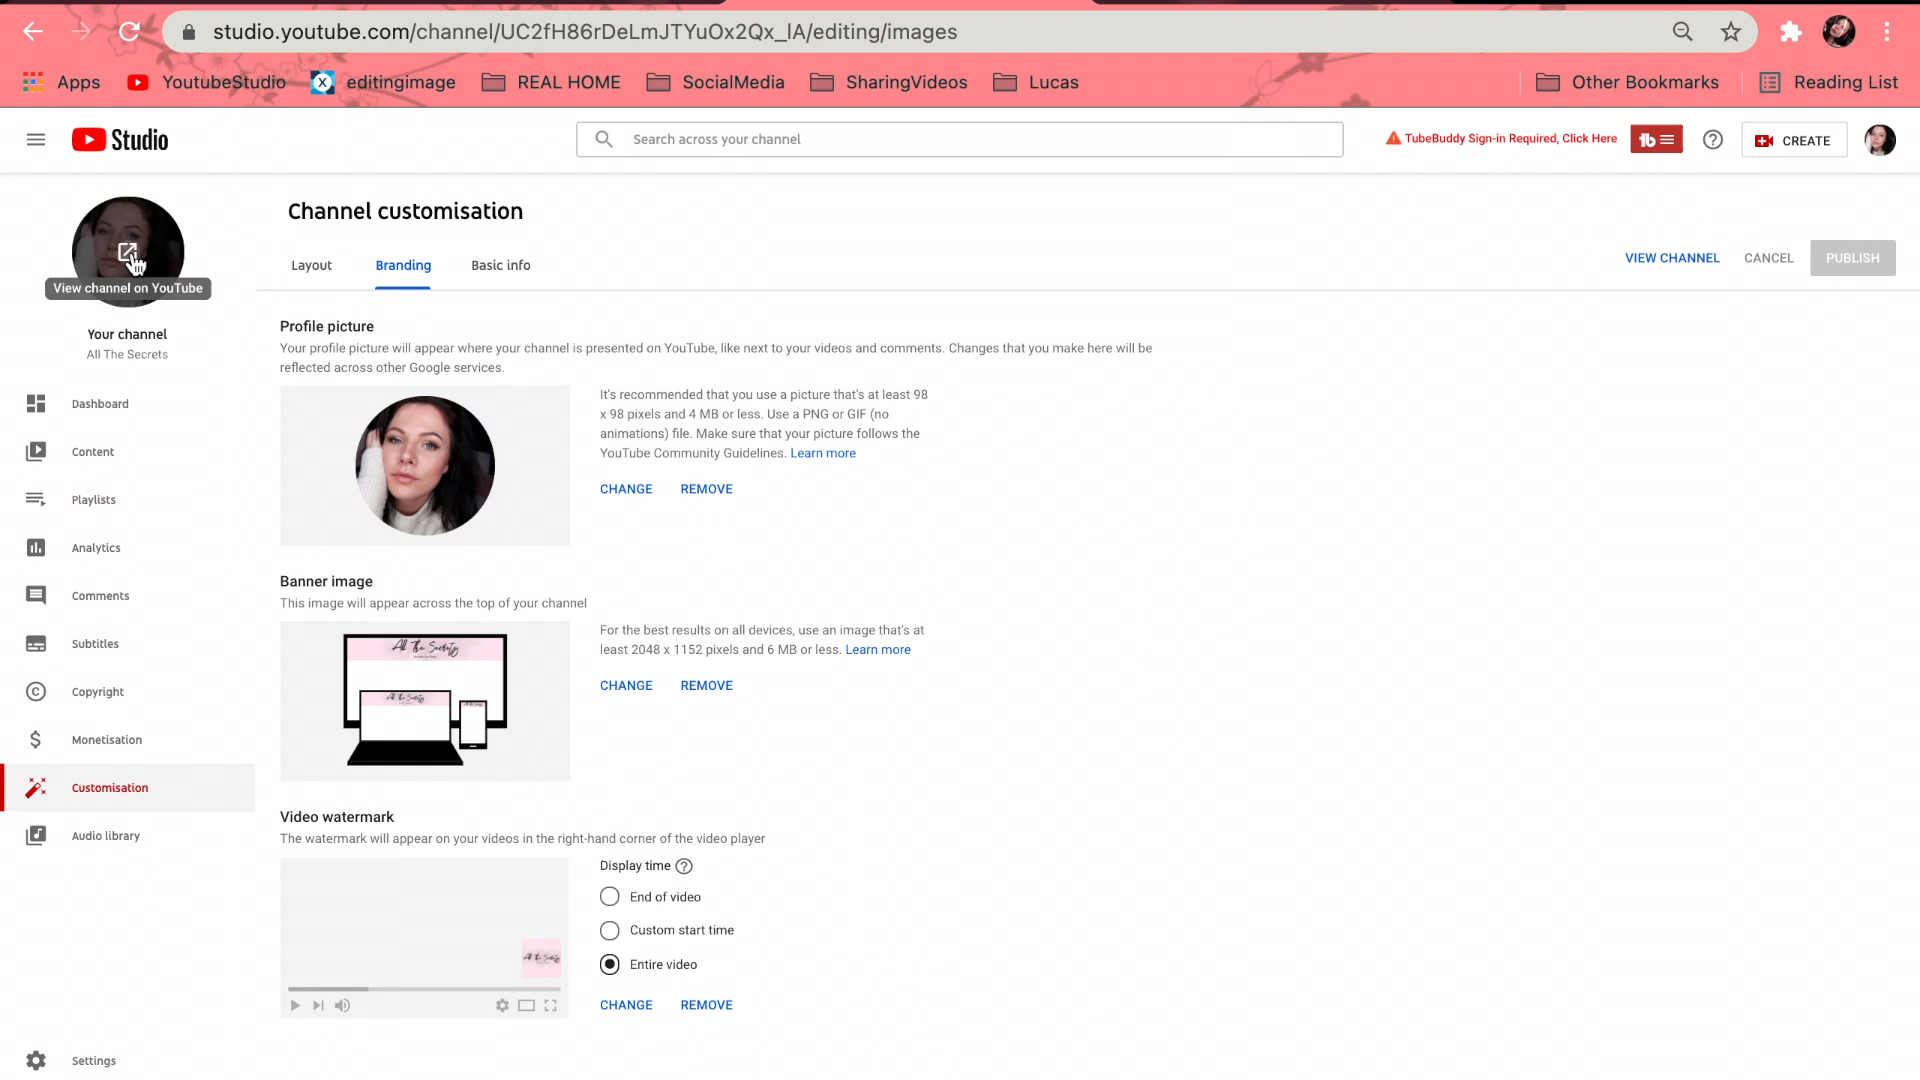 studio.youtube.com/channel/UC2fH86rDeLmJTYuOx2Qx_lA/editing/images
Apps YoutubeStudio editingimage REAL HOME SocialMedia SharingVideos Lucas Other Bookmarks Reading List
Studio
Search across your channel
TubeBuddy Sign-in Required, Click Here
tb
CREATE
View channel on YouTube
Your channel
All The Secrets
Dashboard
Content
Playlists
Analytics
Comments
Subtitles
Copyright
Monetisation
Customisation
Audio library
Settings
Channel customisation
Layout Branding Basic info
VIEW CHANNEL CANCEL PUBLISH
Profile picture
Your profile picture will appear where your channel is presented on YouTube, like next to your videos and comments. Changes that you make here will be
reflected across other Google services.
It's recommended that you use a picture that's at least 98
x 98 pixels and 4 MB or less. Use a PNG or GIF (no
animations) file. Make sure that your picture follows the
YouTube Community Guidelines. Learn more
CHANGE REMOVE
Banner image
This image will appear across the top of your channel
All The Secrets
All The Secrets
For the best results on all devices, use an image that's at
least 2048 x 1152 pixels and 6 MB or less. Learn more
CHANGE REMOVE
Video watermark
The watermark will appear on your videos in the right-hand corner of the video player
All The Secrets
Display time
End of video
Custom start time
Entire video
CHANGE REMOVE